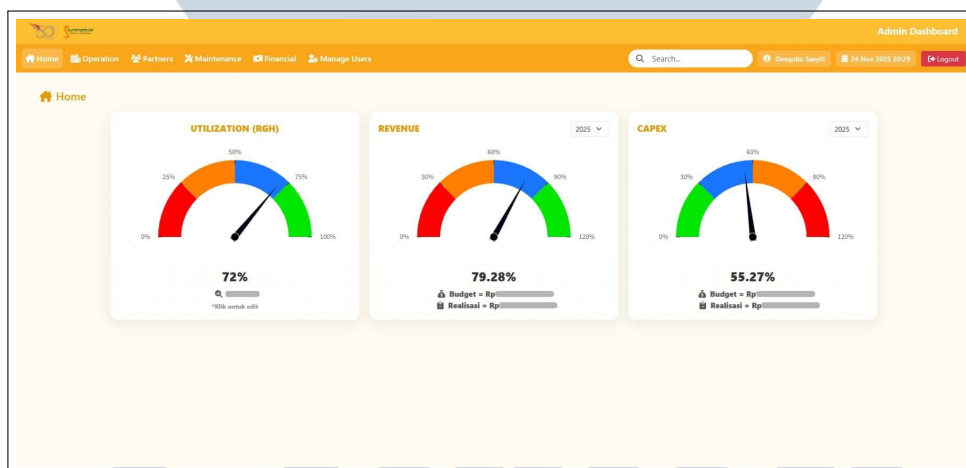 50 Summarecon
Admin Dashboard
Home Operation Partners Maintenance Financial Manage Users Search... 24 Nov 2025 20:29 Logout
Home
UTILIZATION (RGH)
0% 25% 50% 75% 100%
72%
*Klik untuk edit
REVENUE 2025
0% 30% 60% 90% 120%
79.28%
Budget = Rp
Realisasi = Rp
CAPEX 2025
0% 30% 60% 90% 120%
55.27%
Budget = Rp
Realisasi = Rp